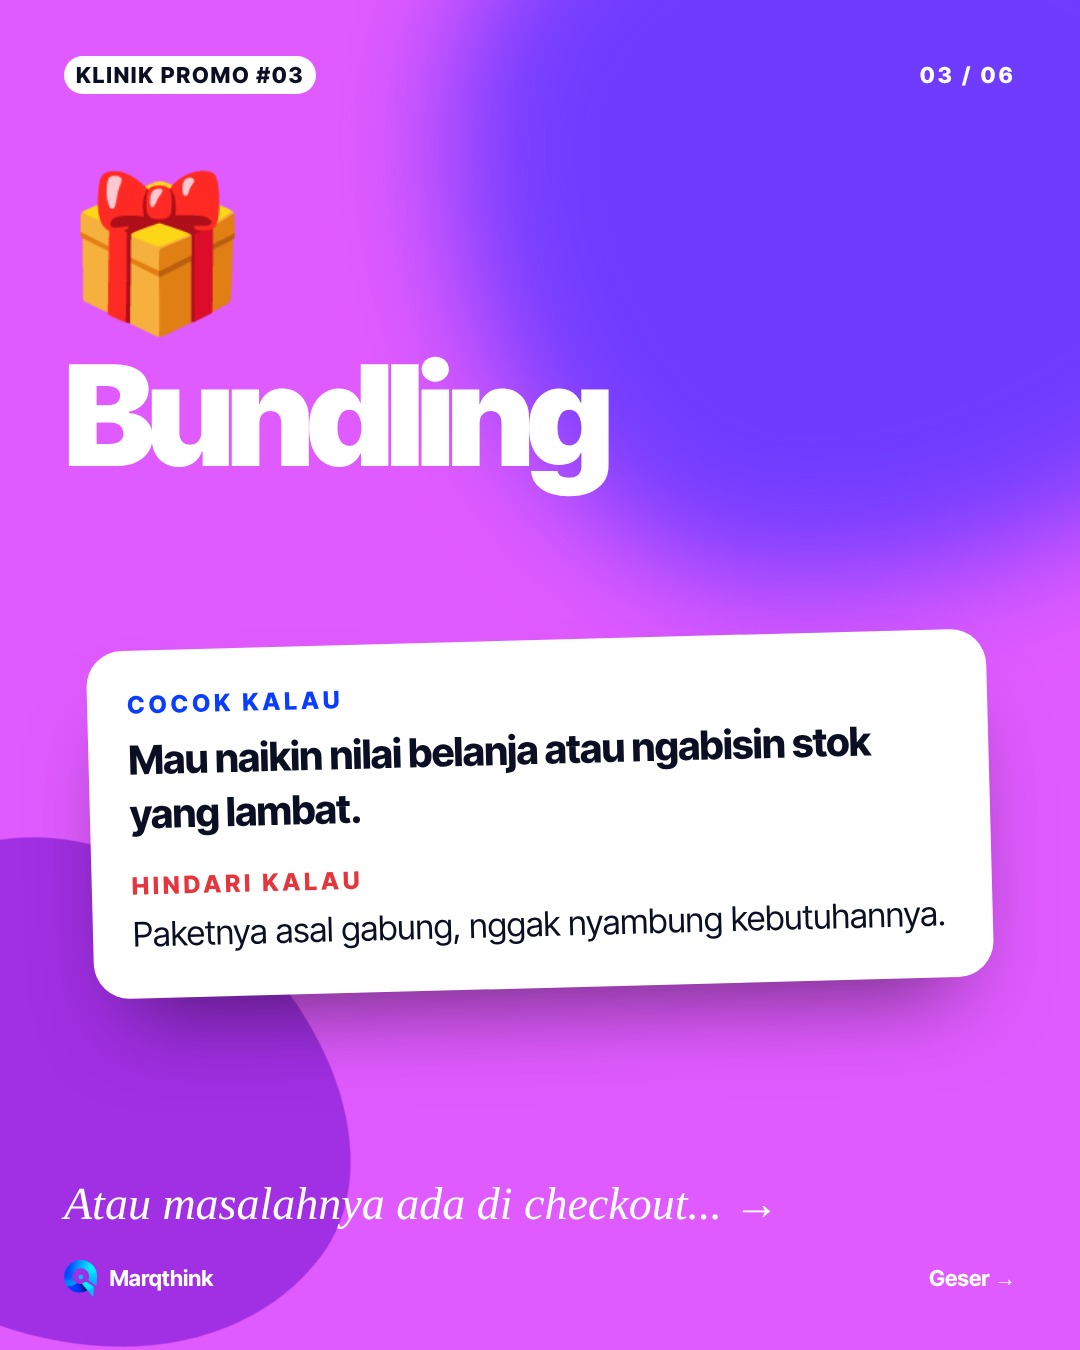 KLINIK PROMO #03
03 / 06
Bundling
COCOK KALAU
Mau naikin nilai belanja atau ngabisin stok
yang lambat.
HINDARI KALAU
Paketnya asal gabung, nggak nyambung kebutuhannya.
Atau masalahnya ada di checkout... →
Marqthink
Geser →